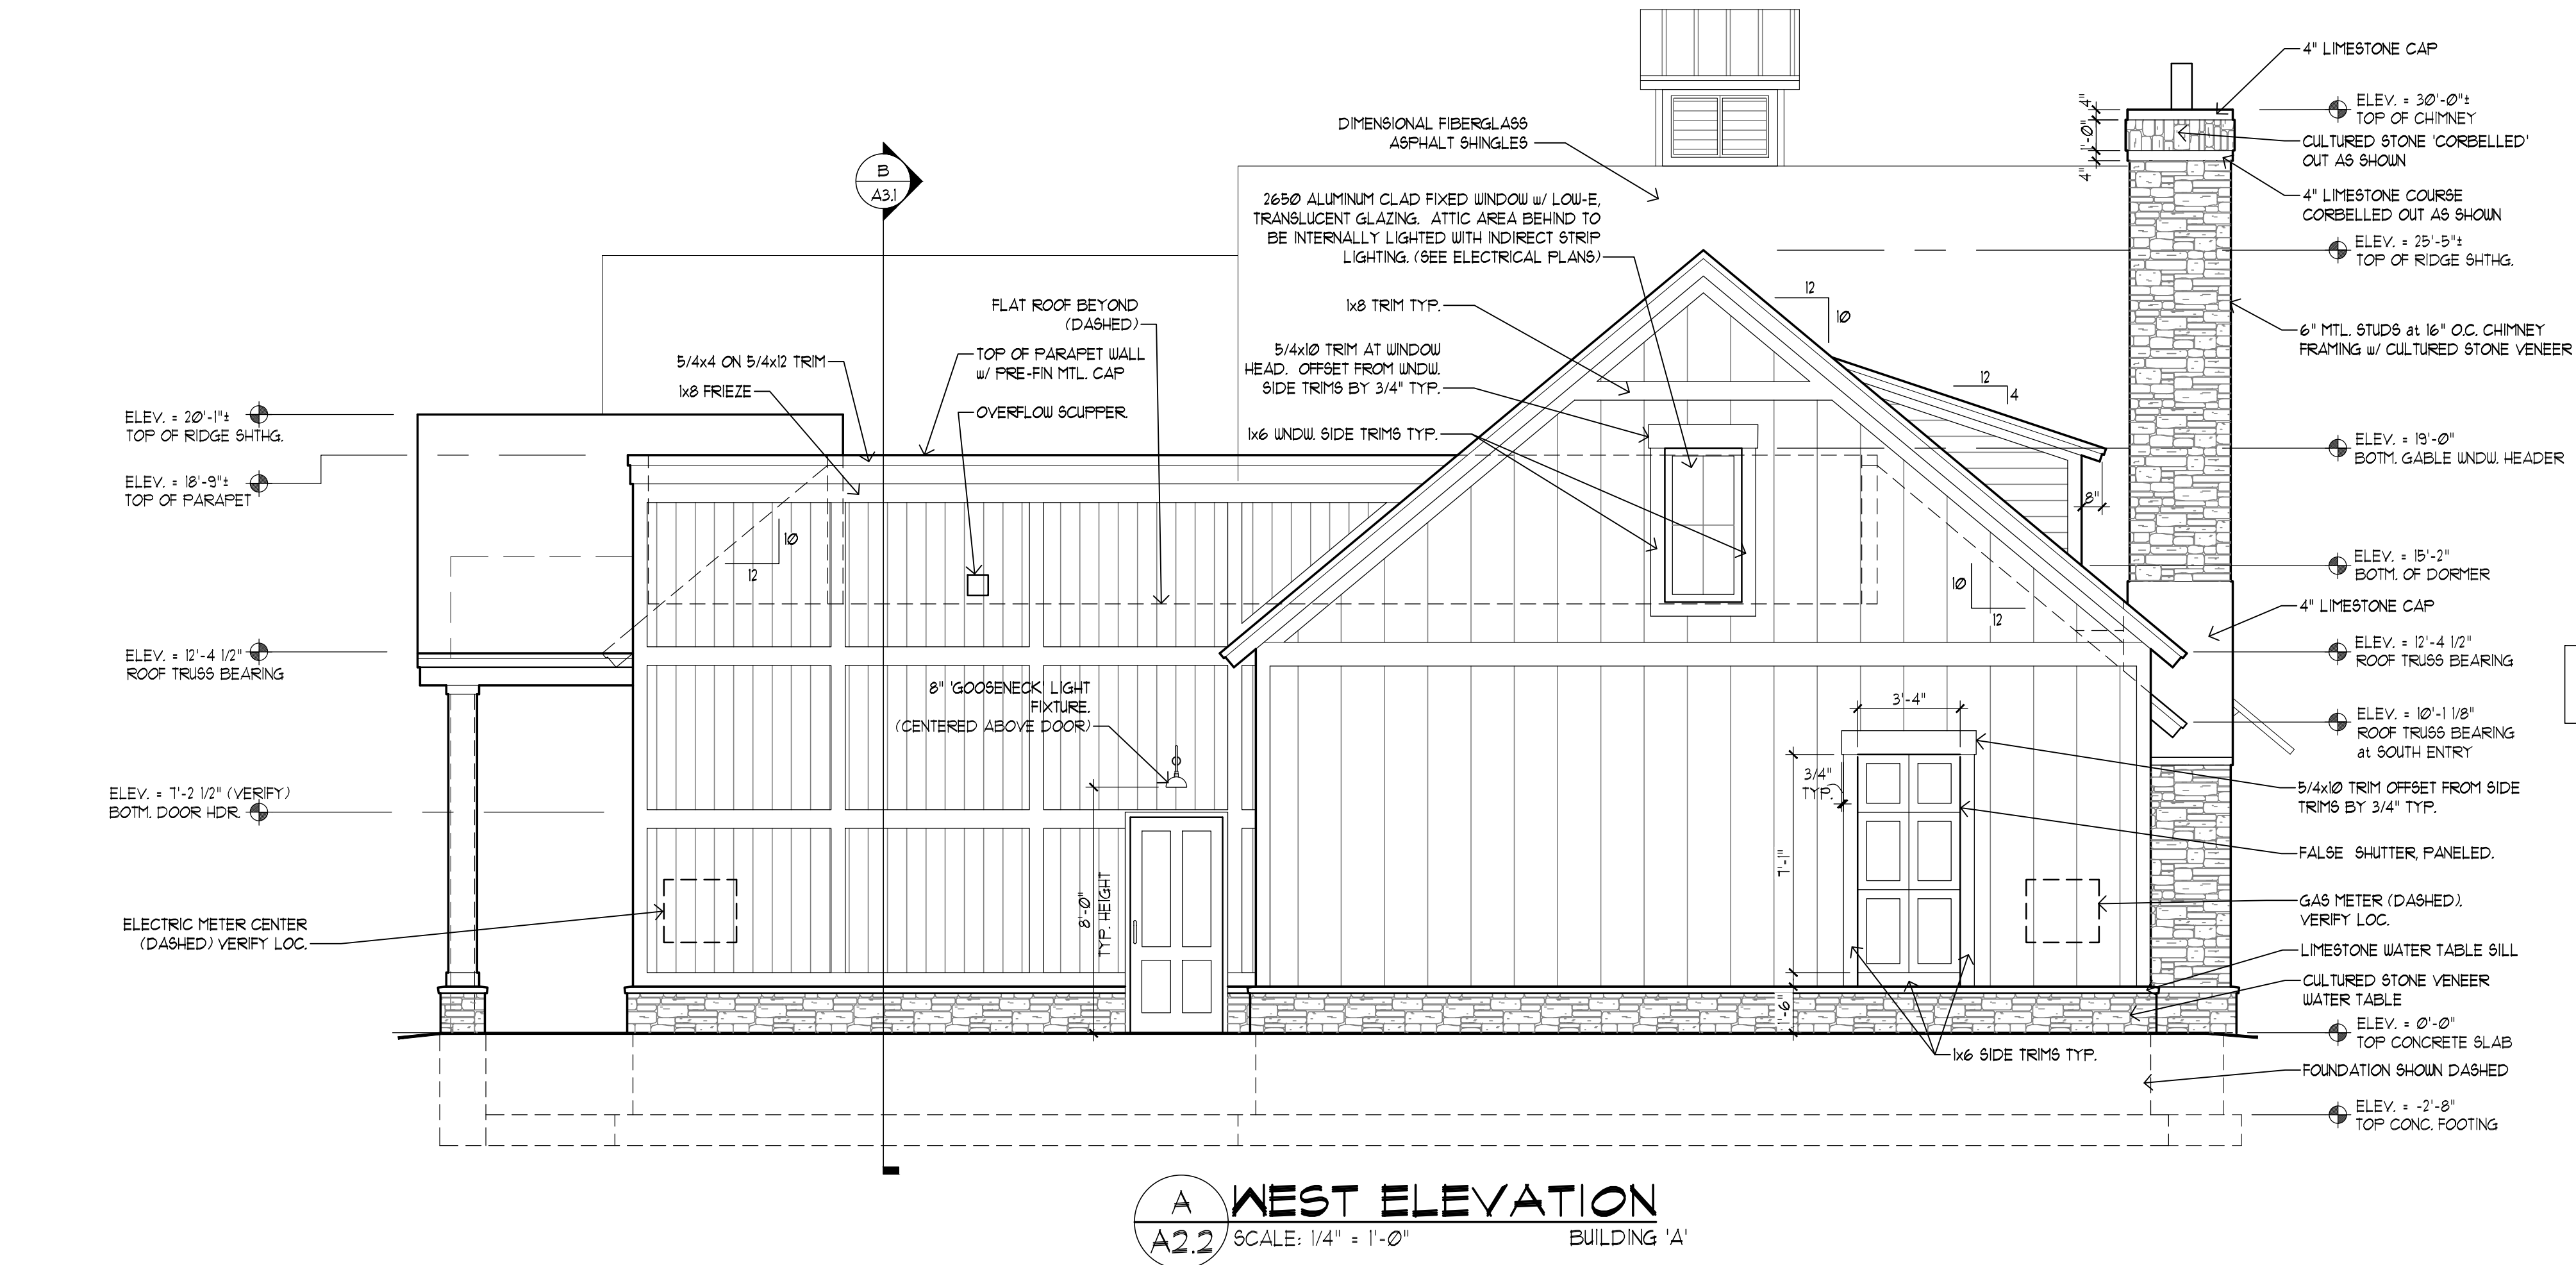 4" LIMESTONE CAP
ELEV. = 30'-0"±
TOP OF CHIMNEY
4"
1'-0"
4"
CULTURED STONE 'CORBELLED'
OUT AS SHOWN
DIMENSIONAL FIBERGLASS
ASPHALT SHINGLES
B
A3.1
4" LIMESTONE COURSE
CORBELLED OUT AS SHOWN
2650 ALUMINUM CLAD FIXED WINDOW w/ LOW-E,
TRANSLUCENT GLAZING. ATTIC AREA BEHIND TO
BE INTERNALLY LIGHTED WITH INDIRECT STRIP
LIGHTING. (SEE ELECTRICAL PLANS)
ELEV. = 25'-5"±
TOP OF RIDGE SHTHG.
FLAT ROOF BEYOND
(DASHED)
1x8 TRIM TYP.
12
10
6" MTL. STUDS at 16" O.C. CHIMNEY
FRAMING w/ CULTURED STONE VENEER
5/4x4 ON 5/4x12 TRIM
TOP OF PARAPET WALL
w/ PRE-FIN MTL. CAP
5/4x10 TRIM AT WINDOW
HEAD. OFFSET FROM WNDW.
SIDE TRIMS BY 3/4" TYP.
12
4
1x8 FRIEZE
OVERFLOW SCUPPER.
ELEV. = 20'-1"±
TOP OF RIDGE SHTHG.
1x6 WNDW. SIDE TRIMS TYP.
ELEV. = 19'-0"
BOTM. GABLE WNDW. HEADER
ELEV. = 18'-9"±
TOP OF PARAPET
8"
10
12
ELEV. = 15'-2"
BOTM. OF DORMER
10
12
4" LIMESTONE CAP
ELEV. = 12'-4 1/2"
ROOF TRUSS BEARING
ELEV. = 12'-4 1/2"
ROOF TRUSS BEARING
8" 'GOOSENECK' LIGHT
FIXTURE.
(CENTERED ABOVE DOOR)
3'-4"
ELEV. = 10'-1 1/8"
ROOF TRUSS BEARING
at SOUTH ENTRY
3/4"
TYP.
ELEV. = 7'-2 1/2" (VERIFY)
BOTM. DOOR HDR.
5/4x10 TRIM OFFSET FROM SIDE
TRIMS BY 3/4" TYP.
7'-1"
FALSE SHUTTER, PANELED.
8'-0"
TYP. HEIGHT
GAS METER (DASHED).
VERIFY LOC.
ELECTRIC METER CENTER
(DASHED) VERIFY LOC.
LIMESTONE WATER TABLE SILL
CULTURED STONE VENEER
WATER TABLE
1'-6"
ELEV. = 0'-0"
TOP CONCRETE SLAB
1x6 SIDE TRIMS TYP.
FOUNDATION SHOWN DASHED
ELEV. = -2'-8"
TOP CONC. FOOTING
A
A2.2
WEST ELEVATION
SCALE: 1/4" = 1'-0"
BUILDING 'A'